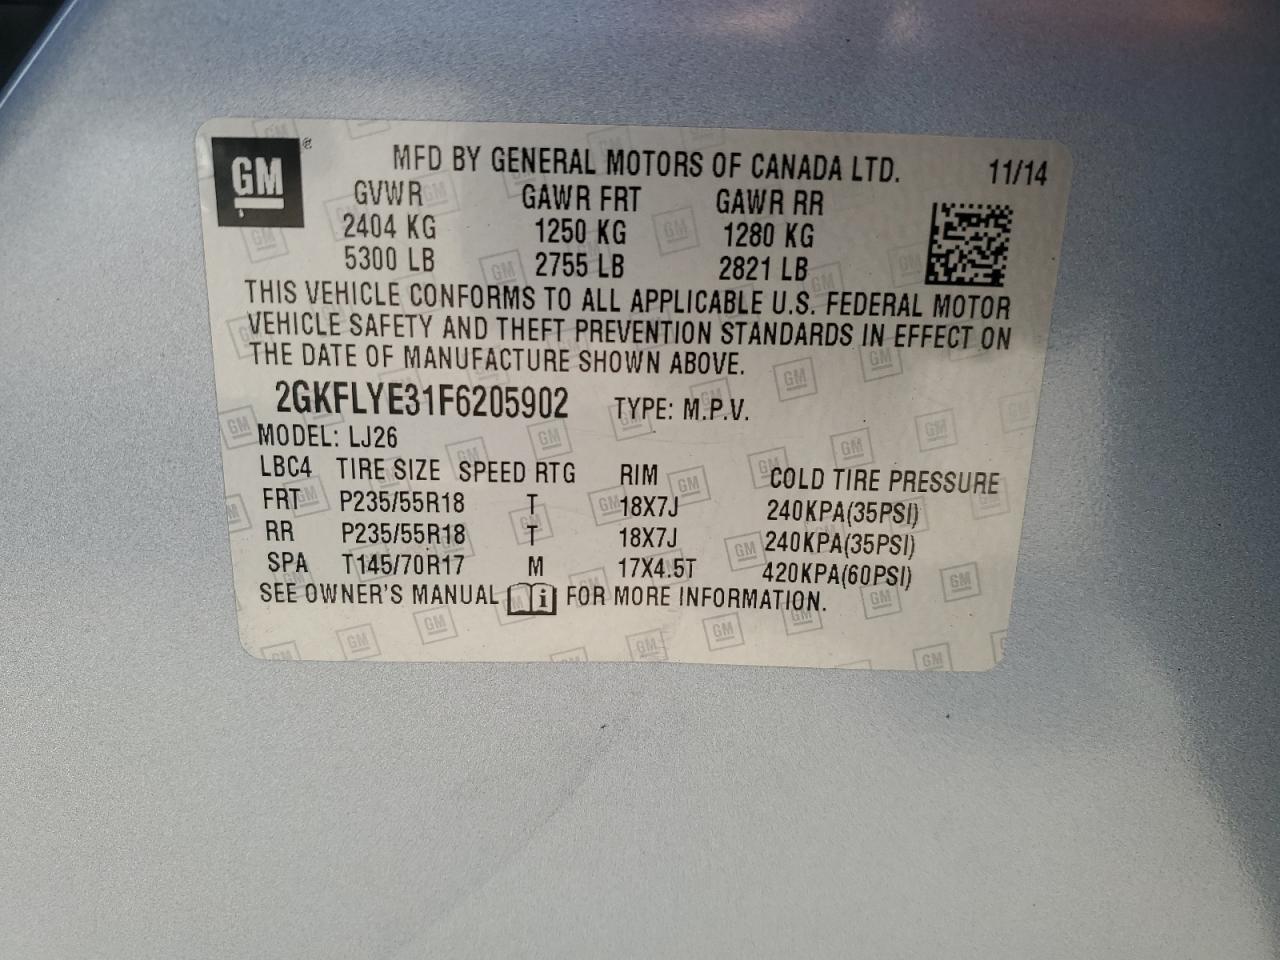 GM ®
MFD BY GENERAL MOTORS OF CANADA LTD. 11/14
GVWR GAWR FRT GAWR RR
2404 KG 1250 KG 1280 KG
5300 LB 2755 LB 2821 LB
THIS VEHICLE CONFORMS TO ALL APPLICABLE U.S. FEDERAL MOTOR
VEHICLE SAFETY AND THEFT PREVENTION STANDARDS IN EFFECT ON
THE DATE OF MANUFACTURE SHOWN ABOVE.
2GKFLYE31F6205902 TYPE: M.P.V.
MODEL: LJ26
LBC4 TIRE SIZE SPEED RTG RIM COLD TIRE PRESSURE
FRT P235/55R18 T 18X7J 240KPA(35PSI)
RR P235/55R18 T 18X7J 240KPA(35PSI)
SPA T145/70R17 M 17X4.5T 420KPA(60PSI)
SEE OWNER'S MANUAL i FOR MORE INFORMATION.